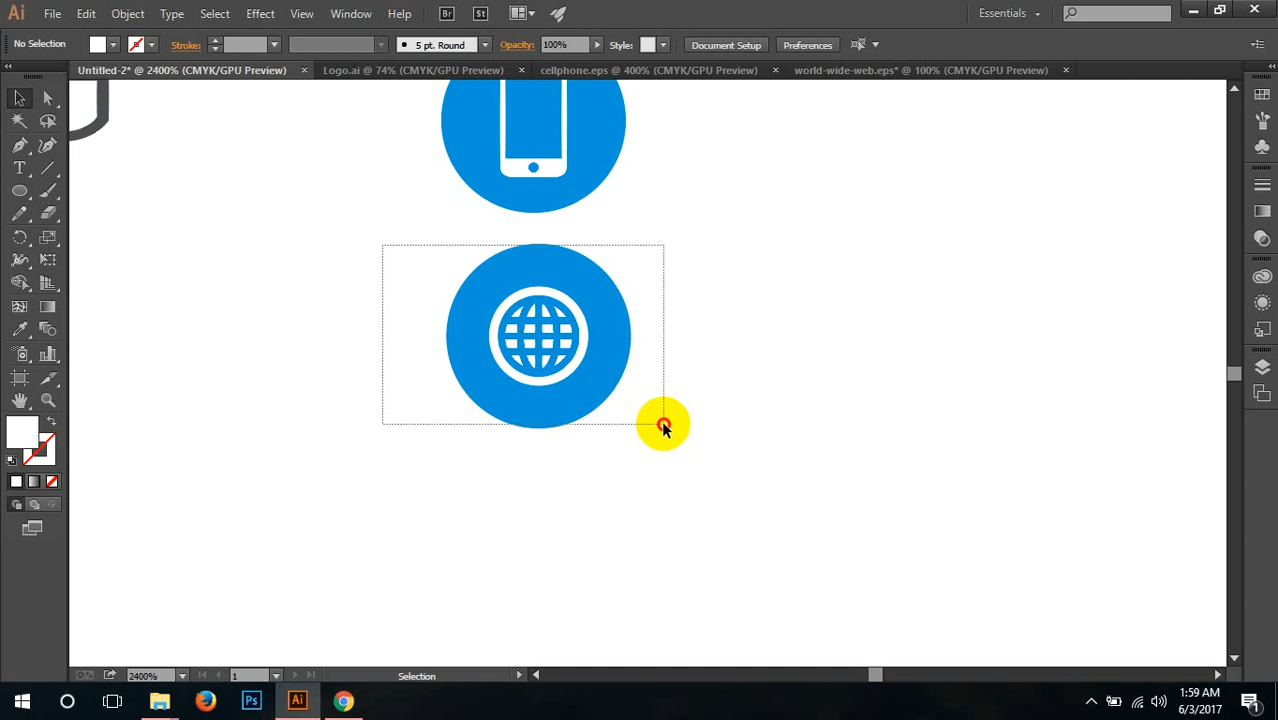 Ai File Edit Object Type Select Effect View Window Help Br St Essentials
No Selection Stroke: 5 pt. Round Opacity: 100% Style: Document Setup Preferences
Untitled-2* @ 2400% (CMYK/GPU Preview) Logo.ai @ 74% (CMYK/GPU Preview) cellphone.eps @ 400% (CMYK/GPU Preview) world-wide-web.eps* @ 100% (CMYK/GPU Preview)
2400% 1 Selection
Ps Ai 1:59 AM
6/3/2017 1